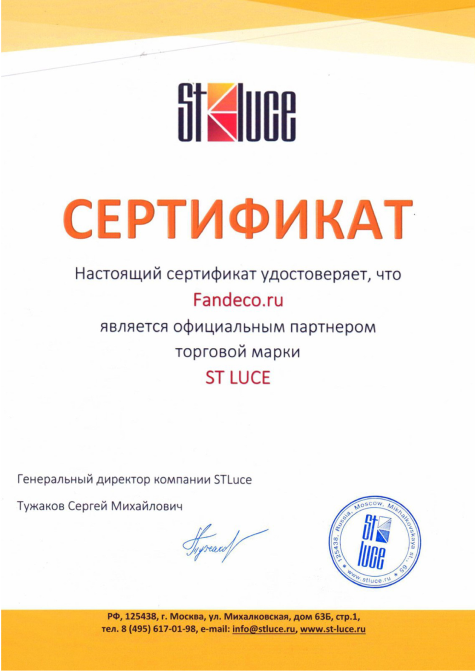 St luce
СЕРТИФИКАТ
Настоящий сертификат удостоверяет, что
Fandeco.ru
является официальным партнером
торговой марки
ST LUCE
Генеральный директор компании STLuce
Тужаков Сергей Михайлович
125438, Russia, Moscow, Mikhalkovskaya st. 65
St
luce
www.stluce.ru
РФ, 125438, г. Москва, ул. Михалковская, дом 63Б, стр.1,
тел. 8 (495) 617-01-98, e-mail: info@stluce.ru, www.st-luce.ru